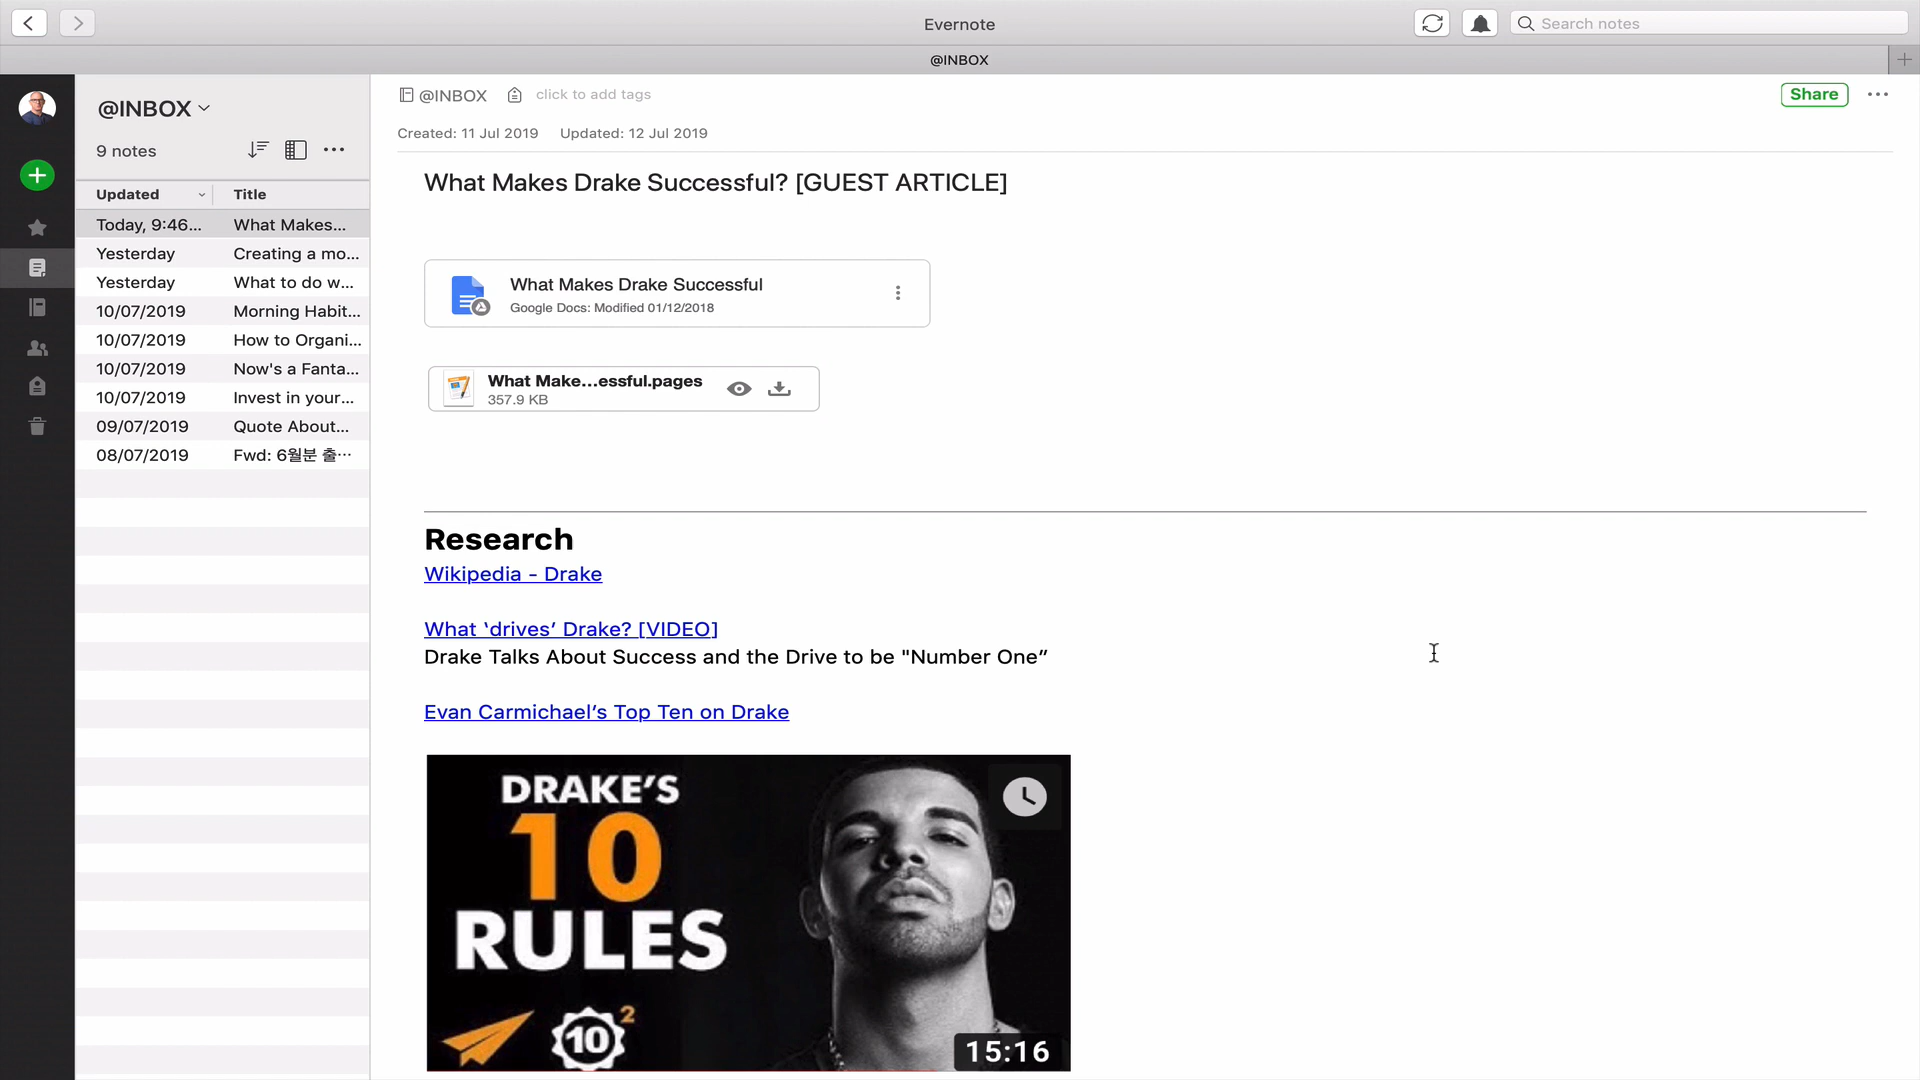 Evernote
Search notes
@INBOX
@INBOX
9 notes
Updated Title
Today, 9:46... What Makes...
Yesterday Creating a mo...
Yesterday What to do w...
10/07/2019 Morning Habit...
10/07/2019 How to Organi...
10/07/2019 Now's a Fanta...
10/07/2019 Invest in your...
09/07/2019 Quote About...
08/07/2019 Fwd: 6월분 출...
@INBOX click to add tags
Share
Created: 11 Jul 2019 Updated: 12 Jul 2019
What Makes Drake Successful? [GUEST ARTICLE]
What Makes Drake Successful
Google Docs: Modified 01/12/2018
What Make...essful.pages
357.9 KB
Research
Wikipedia - Drake
What ‘drives’ Drake? [VIDEO]
Drake Talks About Success and the Drive to be "Number One”
Evan Carmichael’s Top Ten on Drake
DRAKE’S
10
RULES
10 2
15:16